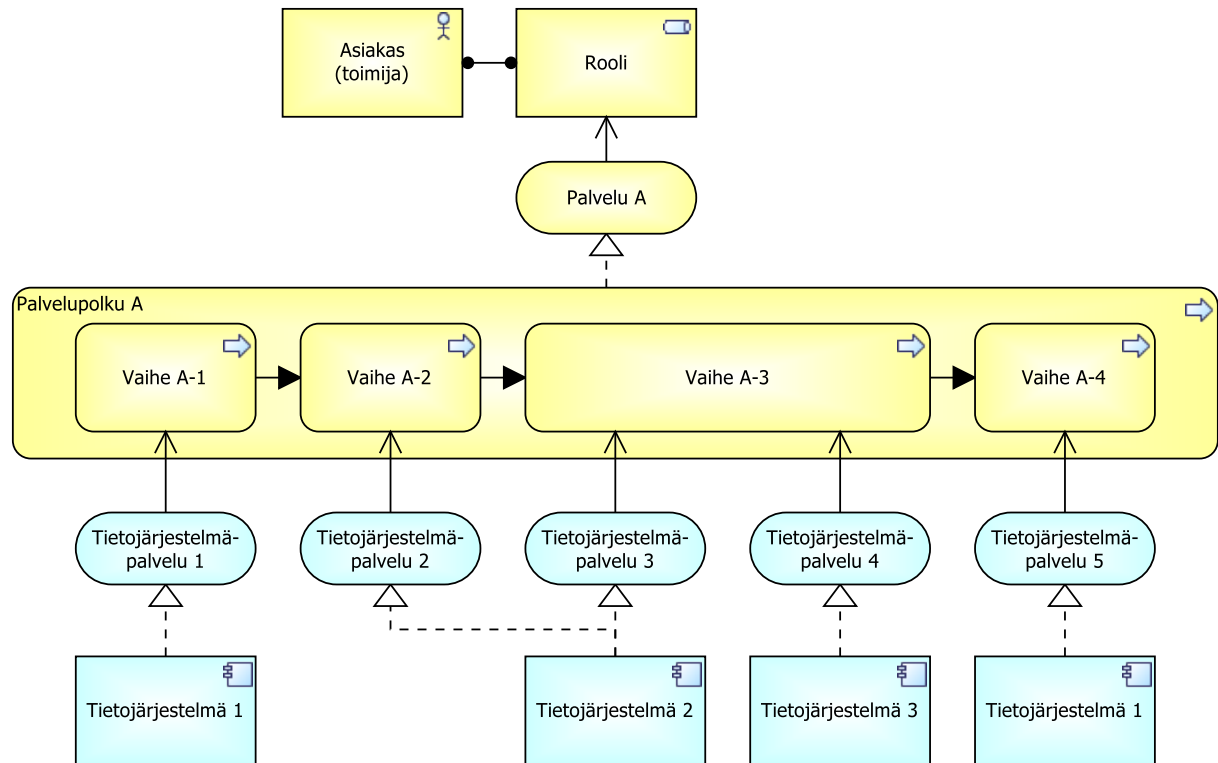 Asiakas
(toimija)
Rooli
Palvelu A
Palvelupolku A
Vaihe A-1
Vaihe A-2
Vaihe A-3
Vaihe A-4
Tietojärjestelmä-
palvelu 1
Tietojärjestelmä-
palvelu 2
Tietojärjestelmä-
palvelu 3
Tietojärjestelmä-
palvelu 4
Tietojärjestelmä-
palvelu 5
Tietojärjestelmä 1
Tietojärjestelmä 2
Tietojärjestelmä 3
Tietojärjestelmä 1